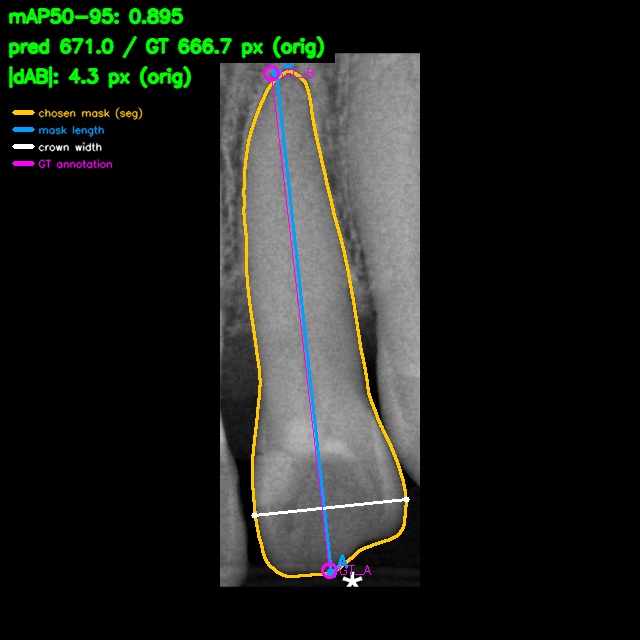 mAP50-95: 0.895
pred 671.0 / GT 666.7 px (orig)
|dAB|: 4.3 px (orig)
chosen mask (seg)
mask length
crown width
GT annotation
B
A
GT_A
*